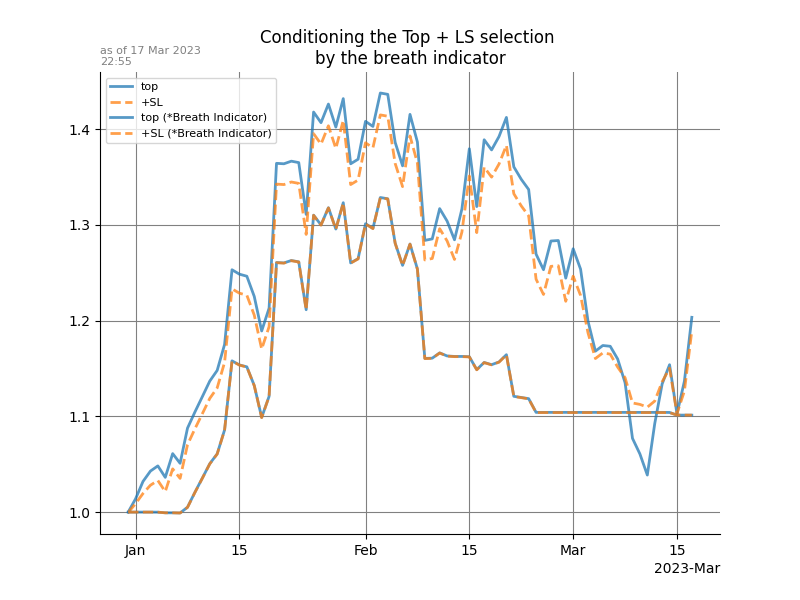 Conditioning the Top + LS selection
by the breath indicator
as of 17 Mar 2023
22:55
top
+SL
top (*Breath Indicator)
+SL (*Breath Indicator)
1.4
1.3
1.2
1.1
1.0
Jan 15 Feb 15 Mar 15
2023-Mar